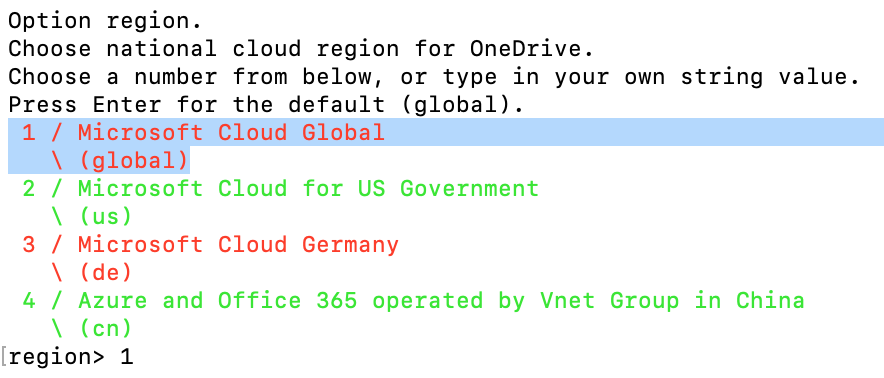 Option region.
Choose national cloud region for OneDrive.
Choose a number from below, or type in your own string value.
Press Enter for the default (global).
 1 / Microsoft Cloud Global
   \ (global)
 2 / Microsoft Cloud for US Government
   \ (us)
 3 / Microsoft Cloud Germany
   \ (de)
 4 / Azure and Office 365 operated by Vnet Group in China
   \ (cn)
[region> 1